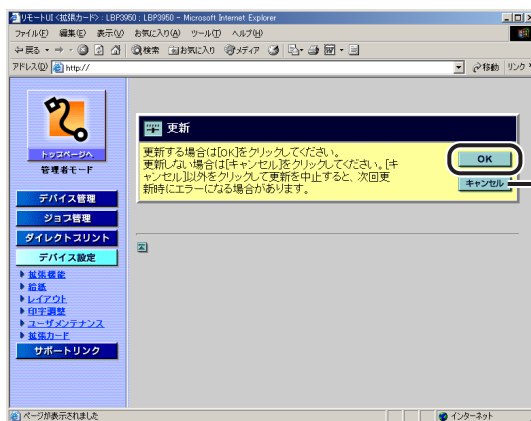 リモートUI <拡張カード> : LBP3950 ; LBP3950 - Microsoft Internet Explorer
ファイル(F) 編集(E) 表示(V) お気に入り(A) ツール(T) ヘルプ(H)
戻る 検索 お気に入り メディア
アドレス(D) http:// 移動 リンク
トップページへ
管理者モード
デバイス管理
ジョブ管理
ダイレクトプリント
デバイス設定
拡張機能
給紙
レイアウト
印字調整
ユーザメンテナンス
拡張カード
サポートリンク
更新
更新する場合は[OK]をクリックしてください。
更新しない場合は[キャンセル]をクリックしてください。[キ
ャンセル]以外をクリックして更新を中止すると、次回更
新時にエラーになる場合があります。
OK
キャンセル
ページが表示されました インターネット